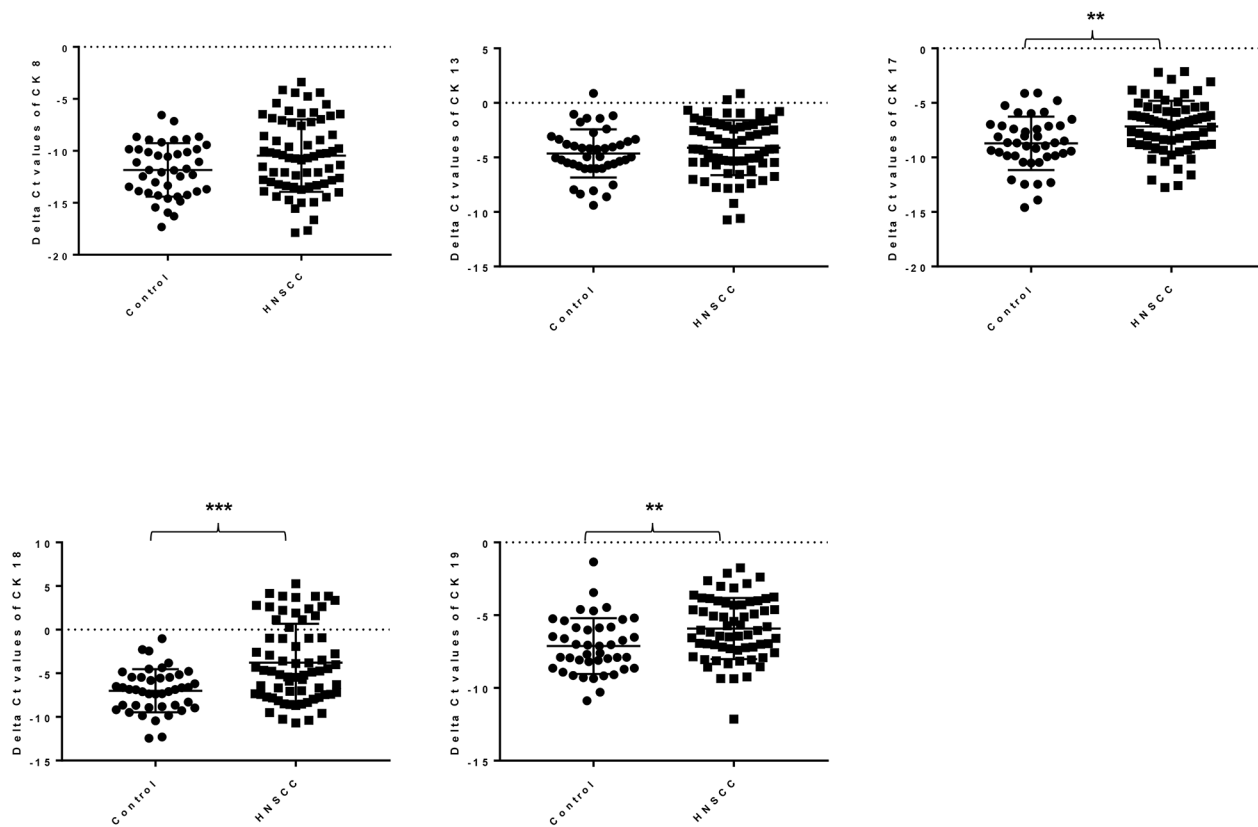 **
Delta Ct values of CK 8
0
-5
-10
-15
-20
Control
HNSCC
Delta Ct values of CK 13
5
0
-5
-10
-15
Control
HNSCC
Delta Ct values of CK 17
0
-5
-10
-15
-20
Control
HNSCC
***
Delta Ct values of CK 18
10
5
0
-5
-10
-15
Control
HNSCC
**
Delta Ct values of CK 19
0
-5
-10
-15
Control
HNSCC